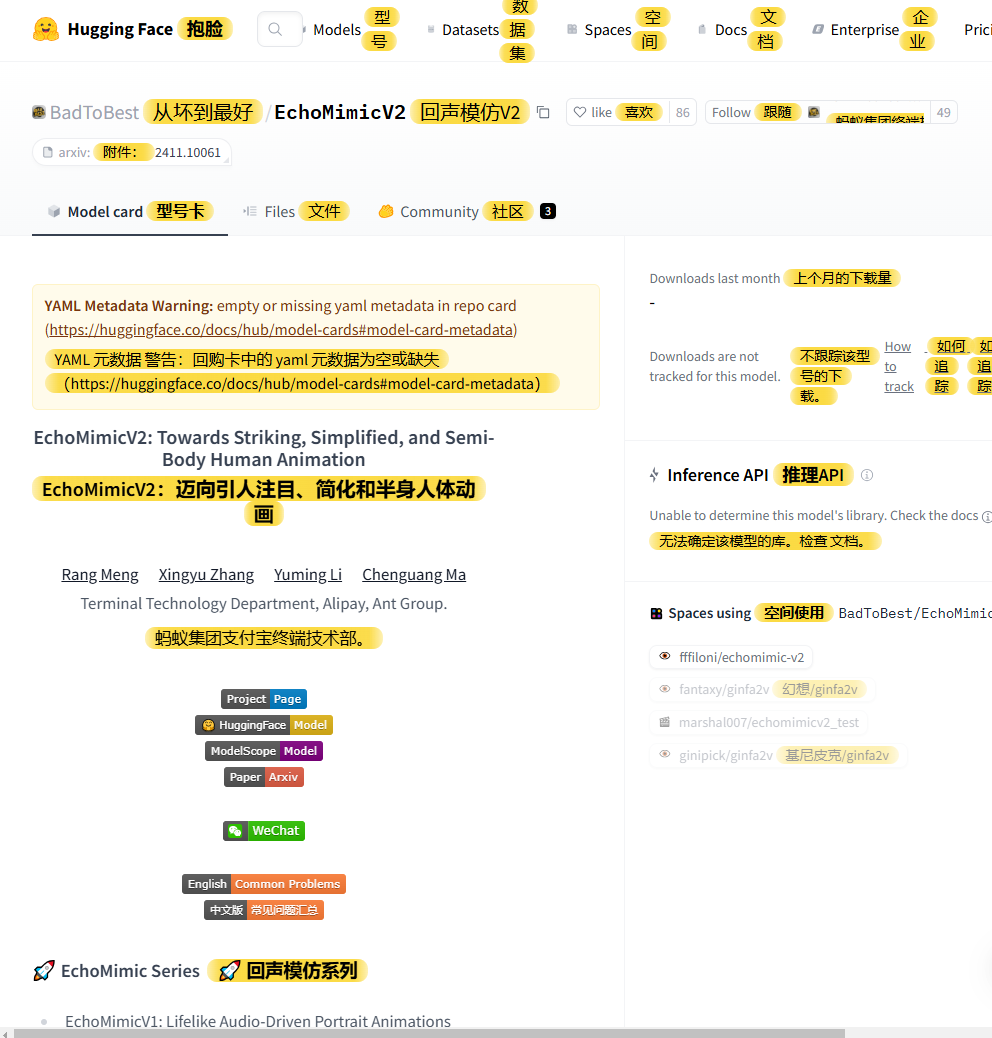 Hugging Face 抱脸
Models 型号
Datasets 数据集
Spaces 空间
Docs 文档
Enterprise 企业
Prici
BadToBest 从坏到最好 / EchoMimicV2 回声模仿V2
like 喜欢 86
Follow 跟随 49
arxiv: 附件: 2411.10061
Model card 型号卡
Files 文件
Community 社区 3
YAML Metadata Warning: empty or missing yaml metadata in repo card
(https://huggingface.co/docs/hub/model-cards#model-card-metadata)
YAML 元数据 警告：回购卡中的 yaml 元数据为空或缺失
（https://huggingface.co/docs/hub/model-cards#model-card-metadata）
EchoMimicV2: Towards Striking, Simplified, and Semi-
Body Human Animation
EchoMimicV2：迈向引人注目、简化和半身人体动
画
Rang Meng Xingyu Zhang Yuming Li Chenguang Ma
Terminal Technology Department, Alipay, Ant Group.
蚂蚁集团支付宝终端技术部。
Project Page
HuggingFace Model
ModelScope Model
Paper Arxiv
WeChat
English Common Problems
中文版 常见问题汇总
🚀 EchoMimic Series 🚀 回声模仿系列
EchoMimicV1: Lifelike Audio-Driven Portrait Animations
Downloads last month 上个月的下载量
-
Downloads are not
tracked for this model.
不跟踪该型
号的下
载。
How
to
track
如何
追
踪
如
追
踪
Inference API 推理API
Unable to determine this model's library. Check the docs
无法确定该模型的库。检查 文档。
Spaces using 空间使用 BadToBest/EchoMimic
fffiloni/echomimic-v2
fantaxy/ginfa2v 幻想/ginfa2v
marshal007/echomimicv2_test
ginipick/ginfa2v 基尼皮克/ginfa2v